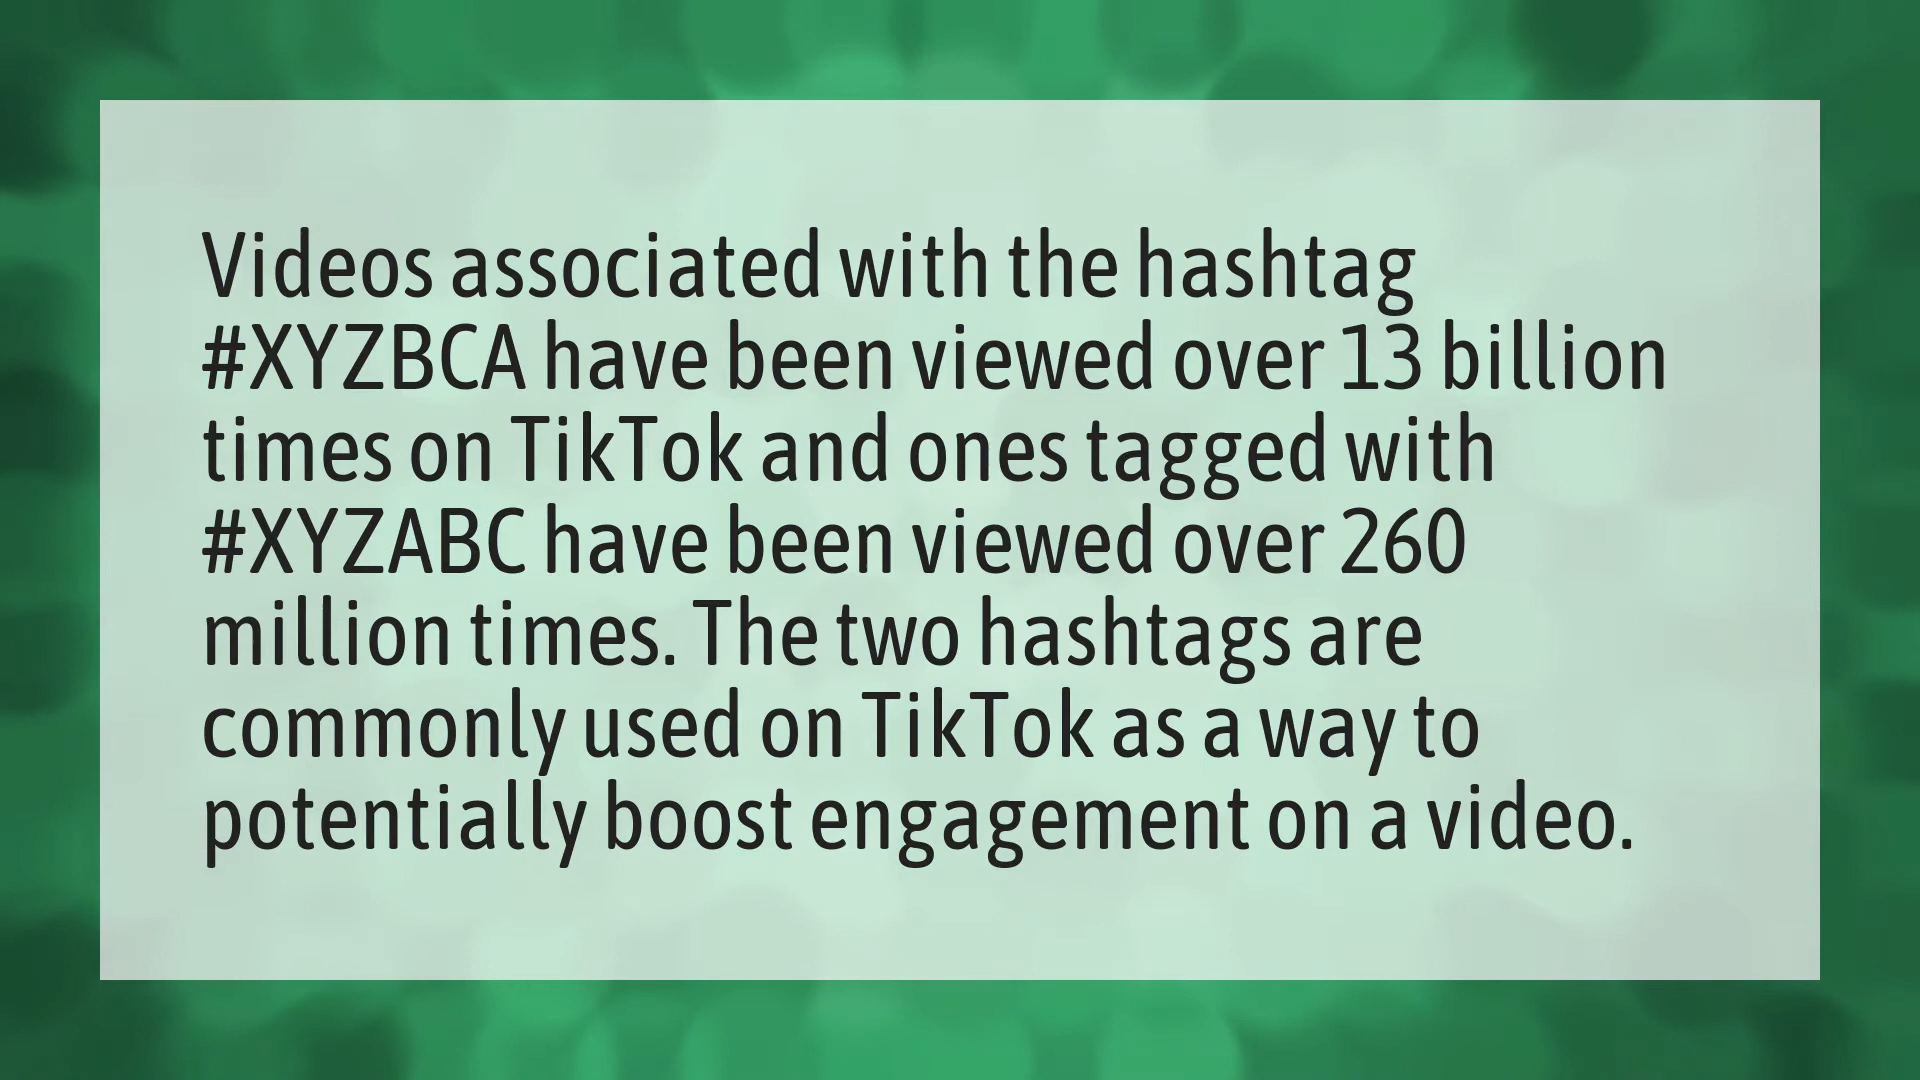 Videos associated with the hashtag
#XYZBCA have been viewed over 13 billion
times on TikTok and ones tagged with
#XYZABC have been viewed over 260
million times. The two hashtags are
commonly used on TikTok as a way to
potentially boost engagement on a video.